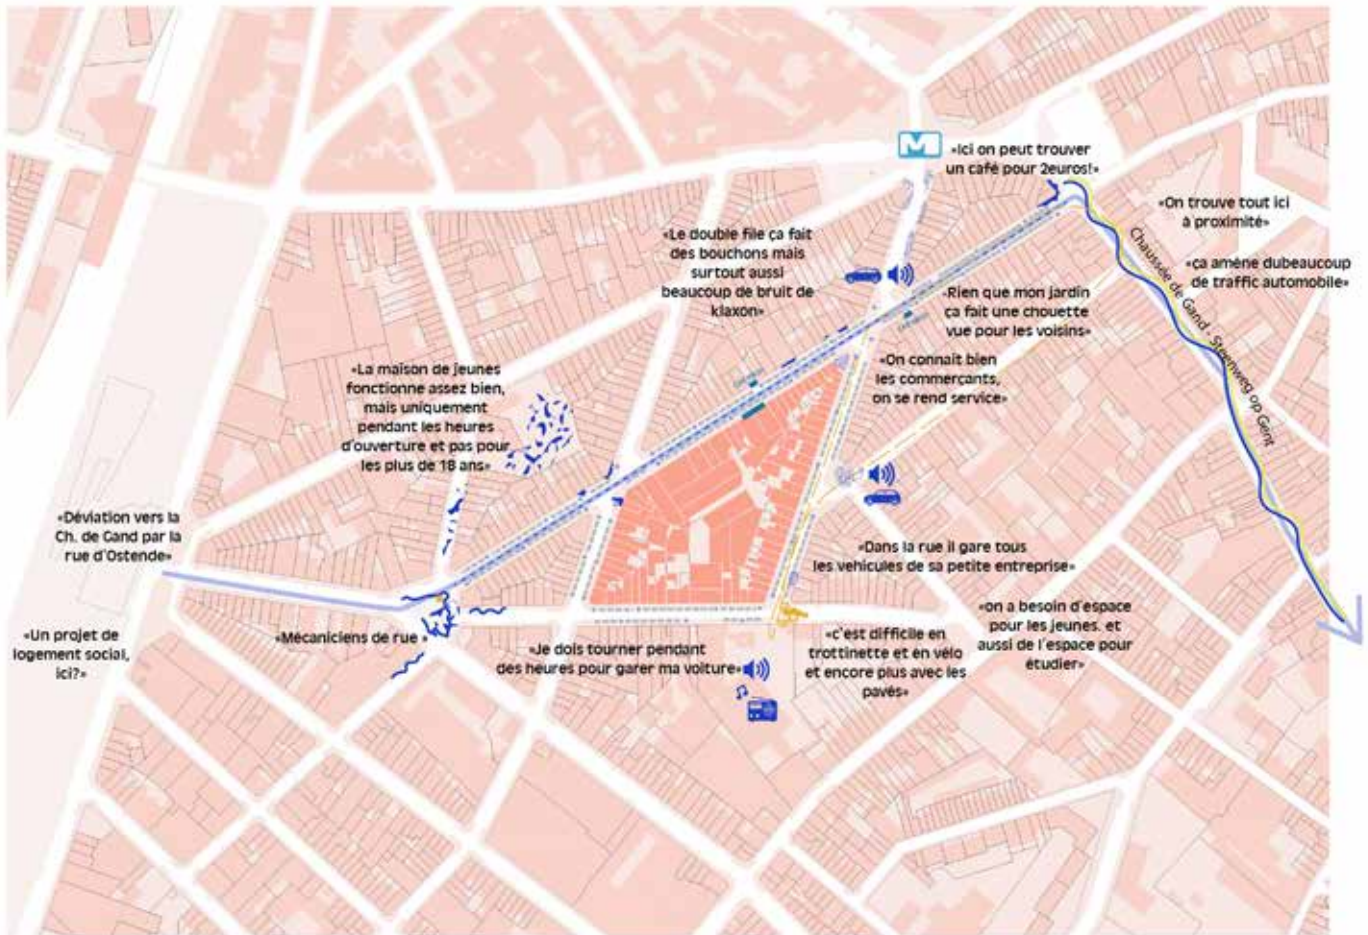 M
«Ici on peut trouver
un café pour 2euros!»
«On trouve tout ici
à proximité»
«Le double file ça fait
des bouchons mais
surtout aussi
beaucoup de bruit de
klaxon»
Chaussée de Gand - Steenweg op Gent
«ça amène dubeaucoup
de traffic automobile»
«Rien que mon jardin
ça fait une chouette
vue pour les voisins»
«On connait bien
les commerçants,
on se rend service»
«La maison de jeunes
fonctionne assez bien,
mais uniquement
pendant les heures
d'ouverture et pas pour
les plus de 18 ans»
«Déviation vers la
Ch. de Gand par la
rue d'Ostende»
«Dans la rue il gare tous
les vehicules de sa petite entreprise»
«Un projet de
logement social,
ici?»
«Mécaniciens de rue »
«Je dois tourner pendant
des heures pour garer ma voiture»
«c'est difficile en
trottinette et en vélo
et encore plus avec les
pavés»
«on a besoin d'espace
pour les jeunes. et
aussi de l'espace pour
étudier»